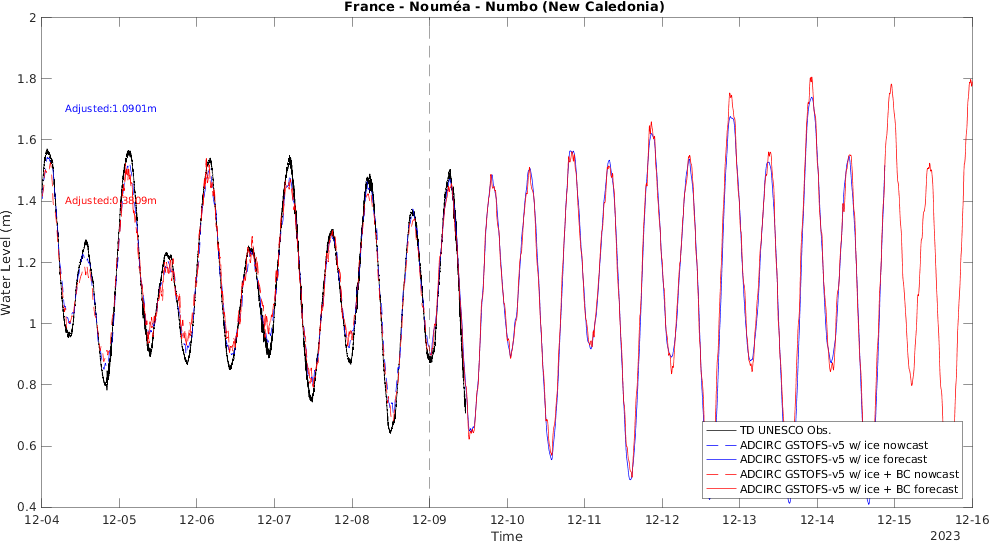 France - Nouméa - Numbo (New Caledonia)
2
1.8
1.6
1.4
1.2
1
0.8
0.6
0.4
Water Level (m)
Adjusted:1.0901m
Adjusted:0.3809m
TD UNESCO Obs.
ADCIRC GSTOFS-v5 w/ ice nowcast
ADCIRC GSTOFS-v5 w/ ice forecast
ADCIRC GSTOFS-v5 w/ ice + BC nowcast
ADCIRC GSTOFS-v5 w/ ice + BC forecast
12-04 12-05 12-06 12-07 12-08 12-09 12-10 12-11 12-12 12-13 12-14 12-15 12-16
Time
2023